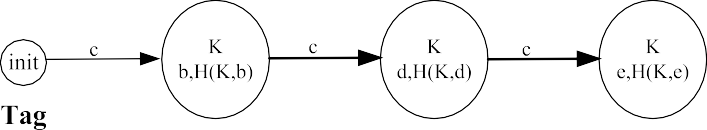 init
c
K
b,H(K,b)
c
K
d,H(K,d)
c
K
e,H(K,e)
Tag